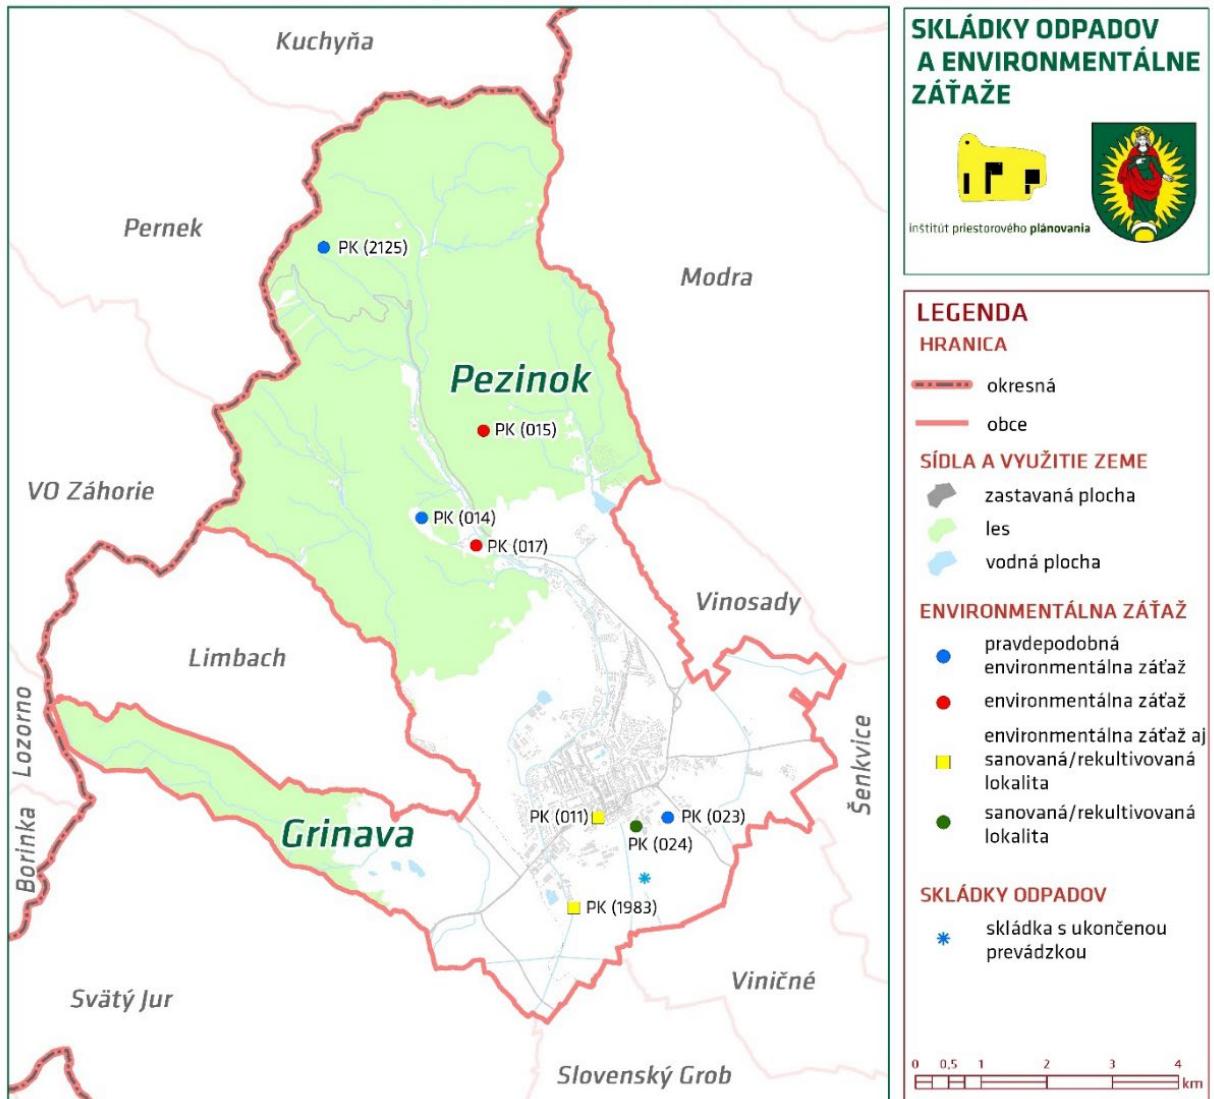 Kuchyňa
Pernek
PK (2125)
Modra
Pezinok
PK (015)
VO Záhorie
PK (014)
PK (017)
Vinosady
Limbach
Lozorno
Borinka
Šenkvice
Grinava
PK (011)
PK (023)
PK (024)
PK (1983)
Viničné
Svätý Jur
Slovenský Grob
SKLÁDKY ODPADOV
A ENVIRONMENTÁLNE
ZÁŤAŽE
inštitút priestorového plánovania
LEGENDA
HRANICA
okresná
obce
SÍDLA A VYUŽITIE ZEME
zastavaná plocha
les
vodná plocha
ENVIRONMENTÁLNA ZÁŤAŽ
pravdepodobná
environmentálna záťaž
environmentálna záťaž
environmentálna záťaž aj
sanovaná/rekultivovaná
lokalita
sanovaná/rekultivovaná
lokalita
SKLÁDKY ODPADOV
skládka s ukončenou
prevádzkou
0 0,5 1 2 3 4
km